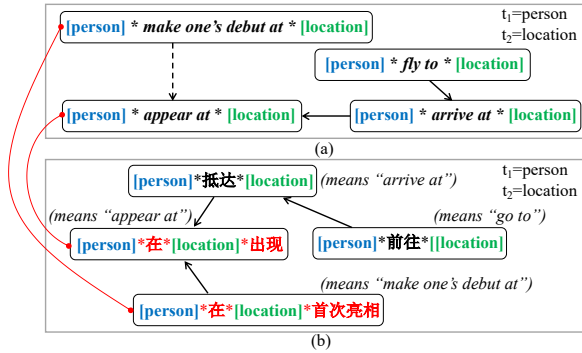 [person] * make one's debut at * [location]
t1=person
t2=location
[person] * fly to * [location]
[person] * appear at * [location]
[person] * arrive at * [location]
(a)
[person]*抵达*[location]
(means “arrive at”)
t1=person
t2=location
(means “appear at”)
(means “go to”)
[person]*在*[location]*出现
[person]*前往*[[location]
(means “make one’s debut at”)
[person]*在*[location]*首次亮相
(b)